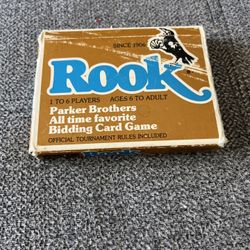 SINCE 1906
Rook
1 TO 6 PLAYERS AGES 6 TO ADULT
Parker Brothers
All time favorite
Bidding Card Game
OFFICIAL TOURNAMENT RULES INCLUDED